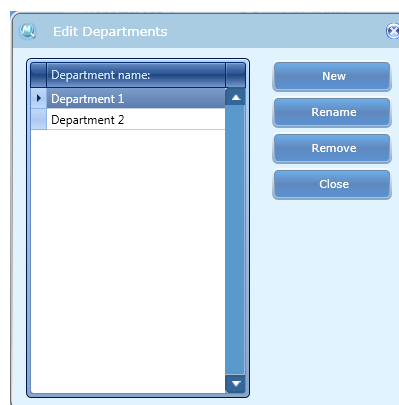 Edit Departments
Department name:
Department 1
Department 2
New
Rename
Remove
Close